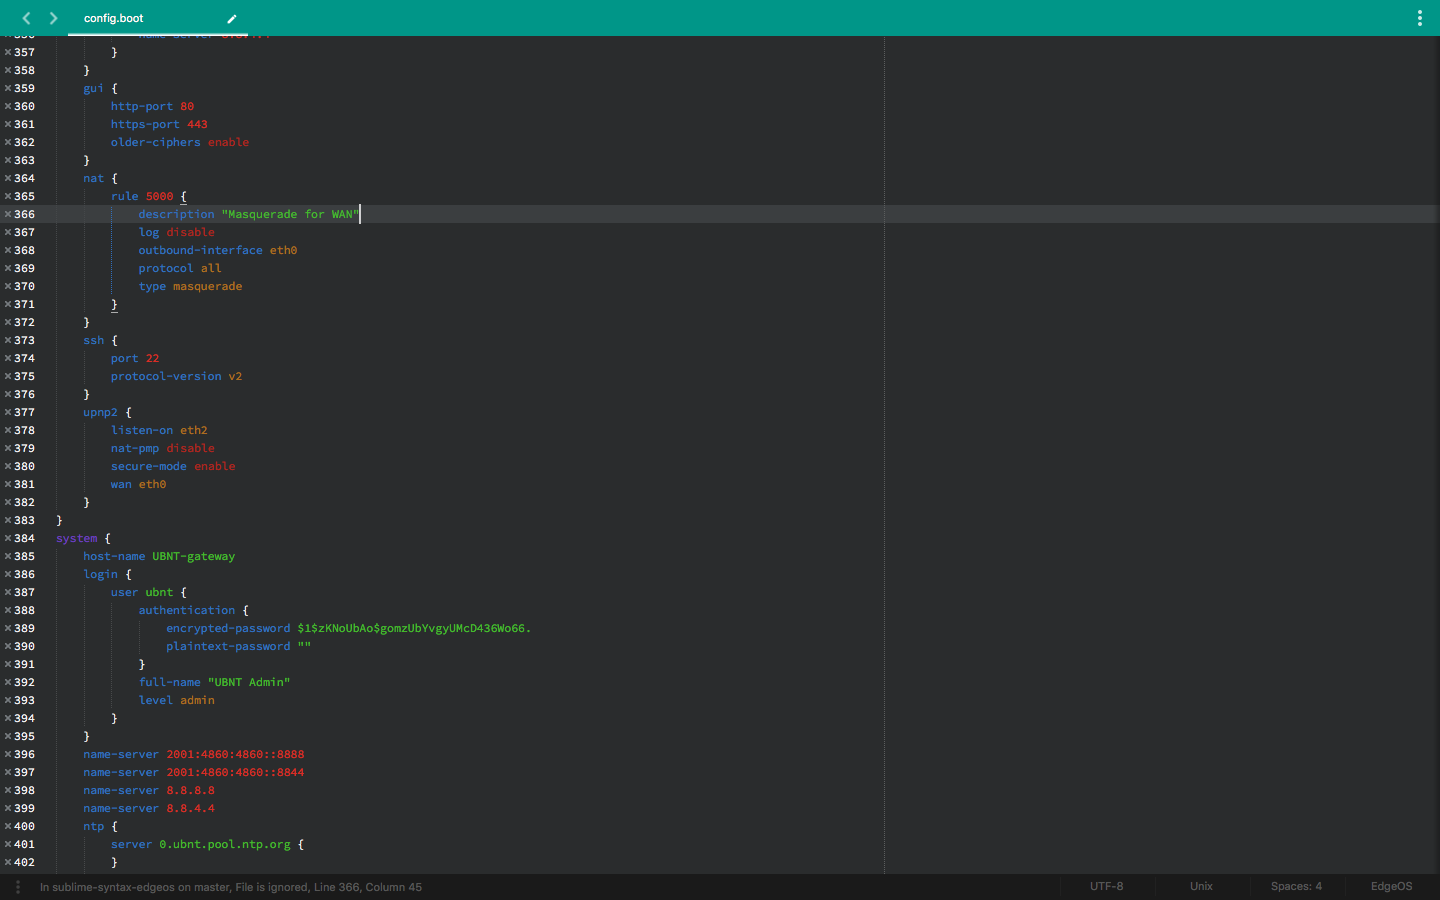 config.boot
357 }
358 }
359 gui {
360 http-port 80
361 https-port 443
362 older-ciphers enable
363 }
364 nat {
365 rule 5000 {
366 description "Masquerade for WAN"
367 log disable
368 outbound-interface eth0
369 protocol all
370 type masquerade
371 }
372 }
373 ssh {
374 port 22
375 protocol-version v2
376 }
377 upnp2 {
378 listen-on eth2
379 nat-pmp disable
380 secure-mode enable
381 wan eth0
382 }
383 }
384 system {
385 host-name UBNT-gateway
386 login {
387 user ubnt {
388 authentication {
389 encrypted-password $1$zKNoUbAo$gomzUbYvgyUMcD436Wo66.
390 plaintext-password ""
391 }
392 full-name "UBNT Admin"
393 level admin
394 }
395 }
396 name-server 2001:4860:4860::8888
397 name-server 2001:4860:4860::8844
398 name-server 8.8.8.8
399 name-server 8.8.4.4
400 ntp {
401 server 0.ubnt.pool.ntp.org {
402 }
In sublime-syntax-edgeos on master, File is ignored, Line 366, Column 45
UTF-8
Unix
Spaces: 4
EdgeOS